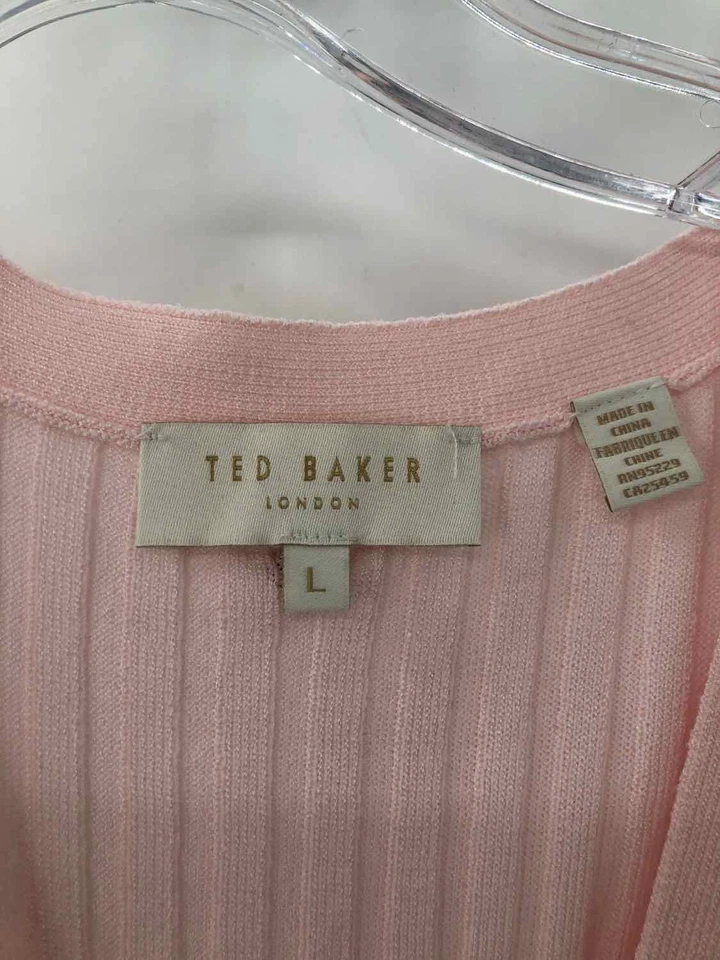 TED BAKER
LONDON
L
MADE IN
CHINA
FABRIQUE EN
CHINE
RN95229
CA25459